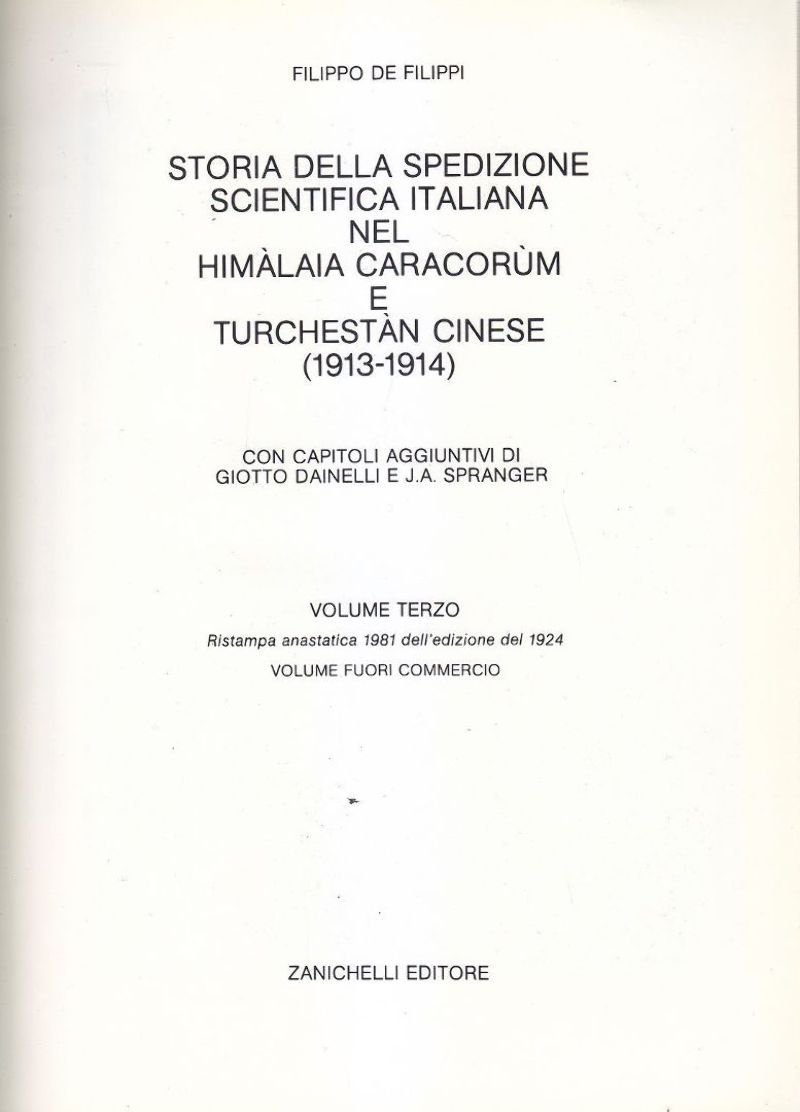 FILIPPO DE FILIPPI
STORIA DELLA SPEDIZIONE
SCIENTIFICA ITALIANA
NEL
HIMÀLAIA CARACORÙM
E
TURCHESTÀN CINESE
(1913-1914)
CON CAPITOLI AGGIUNTIVI DI
GIOTTO DAINELLI E J.A. SPRANGER
VOLUME TERZO
Ristampa anastatica 1981 dell'edizione del 1924
VOLUME FUORI COMMERCIO
ZANICHELLI EDITORE